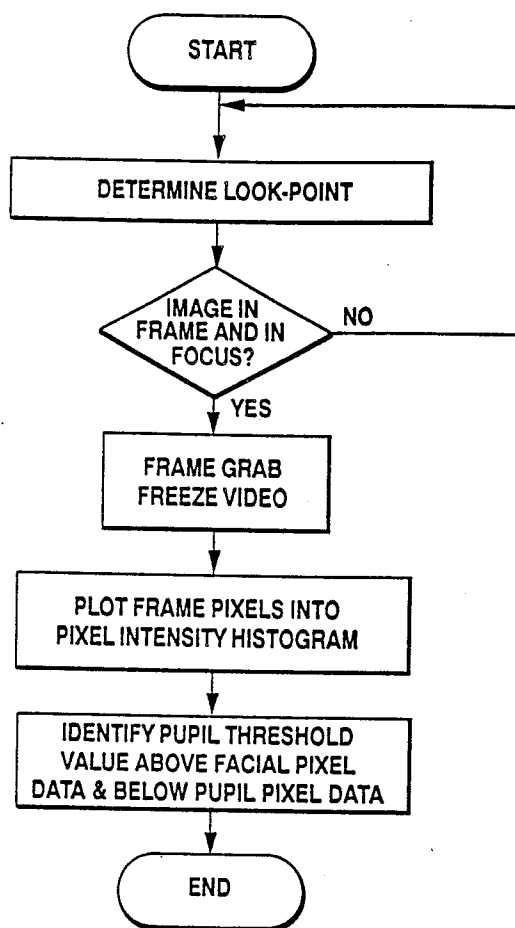 START
DETERMINE LOOK-POINT
IMAGE IN
FRAME AND IN
FOCUS?
NO
YES
FRAME GRAB
FREEZE VIDEO
PLOT FRAME PIXELS INTO
PIXEL INTENSITY HISTOGRAM
IDENTIFY PUPIL THRESHOLD
VALUE ABOVE FACIAL PIXEL
DATA & BELOW PUPIL PIXEL DATA
END